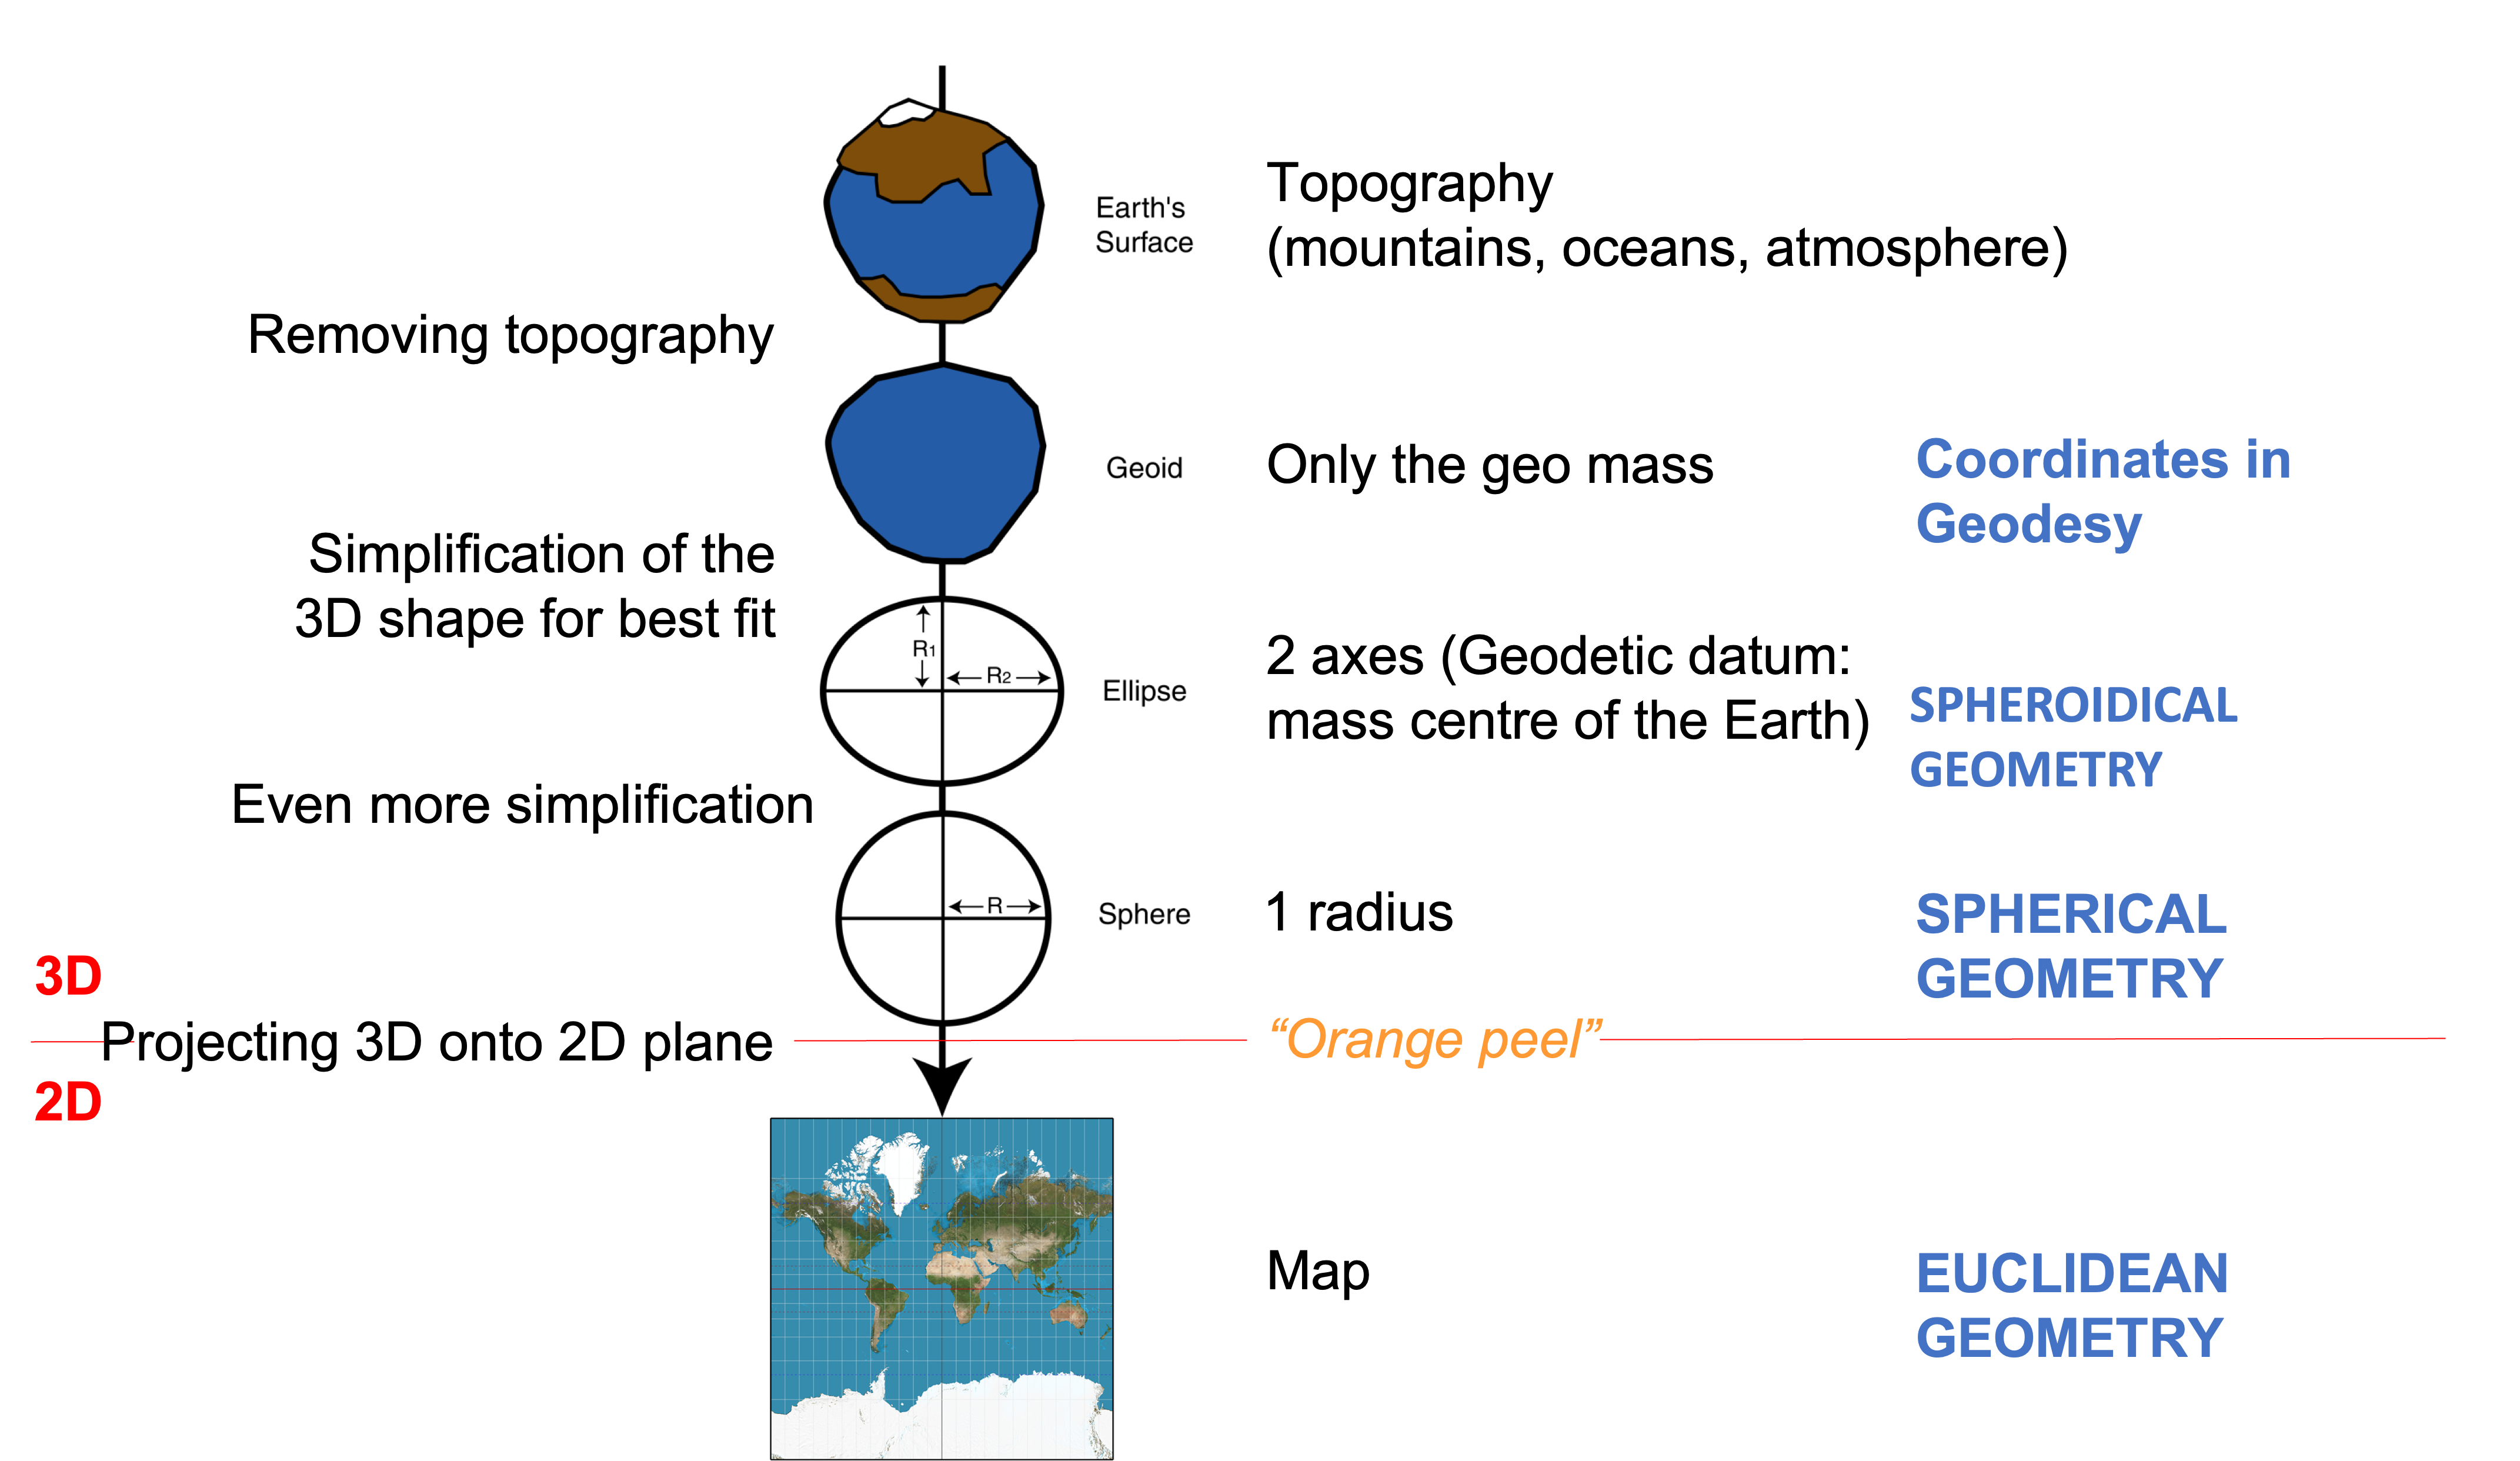 Earth's
Surface
Topography
(mountains, oceans, atmosphere)
Removing topography
Geoid
Only the geo mass
Coordinates in
Geodesy
Simplification of the
3D shape for best fit
R1
R2
Ellipse
2 axes (Geodetic datum:
mass centre of the Earth)
SPHEROIDICAL
GEOMETRY
Even more simplification
R
Sphere
1 radius
SPHERICAL
GEOMETRY
3D
Projecting 3D onto 2D plane
“Orange peel”
2D
Map
EUCLIDEAN
GEOMETRY